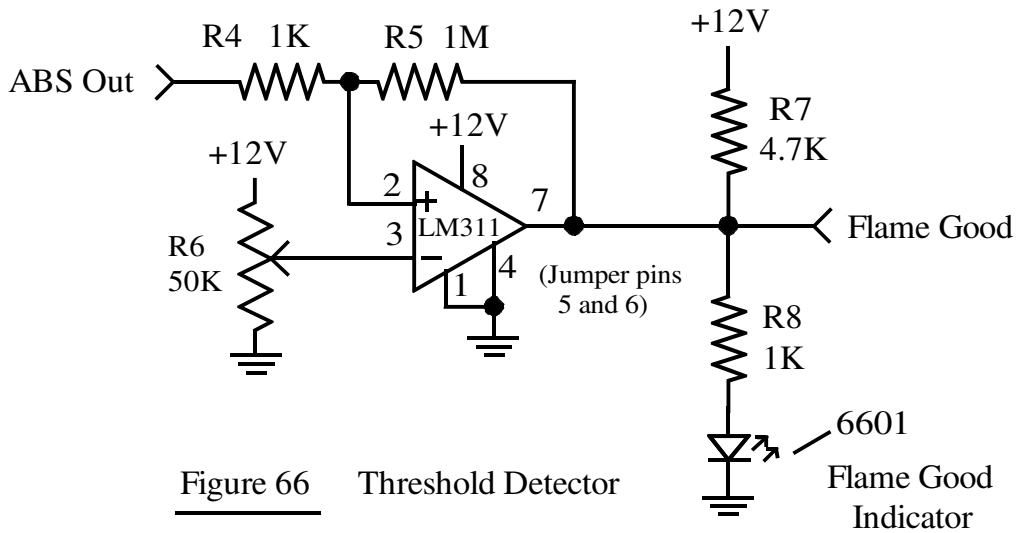 +12V
R4 1K R5 1M
ABS Out
R7
4.7K
+12V
+12V
8
2
+
7
LM311
3
-
Flame Good
R6
50K
4
1
(Jumper pins
5 and 6)
R8
1K
6601
Figure 66 Threshold Detector
Flame Good
Indicator